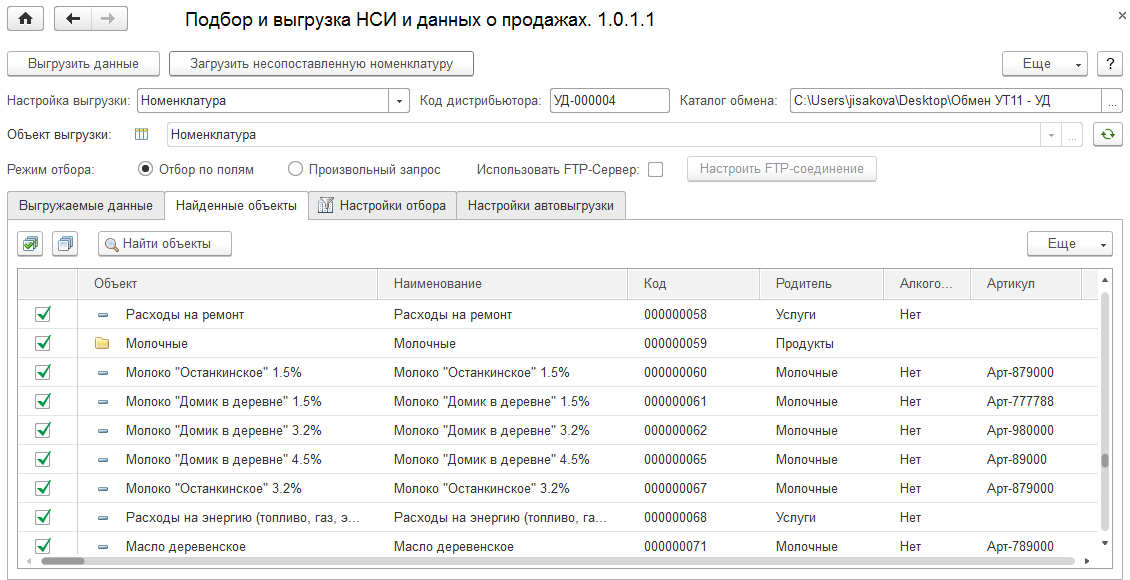 Подбор и выгрузка НСИ и данных о продажах. 1.0.1.1
Выгрузить данные Загрузить несопоставленную номенклатуру Еще ?
Настройка выгрузки: Номенклатура Код дистрибьютора: УД-000004 Каталог обмена: C:\Users\jisakova\Desktop\Обмен УТ11 - УД ...
Объект выгрузки: Номенклатура ...
Режим отбора: Отбор по полям Произвольный запрос Использовать FTP-Сервер: Настроить FTP-соединение
Выгружаемые данные Найденные объекты Настройки отбора Настройки автовыгрузки
Найти объекты Еще
Объект Наименование Код Родитель Алкого... Артикул
Расходы на ремонт Расходы на ремонт 000000058 Услуги Нет
Молочные Молочные 000000059 Продукты
Молоко "Останкинское" 1.5% Молоко "Останкинское" 1.5% 000000060 Молочные Нет Арт-879000
Молоко "Домик в деревне" 1.5% Молоко "Домик в деревне" 1.5% 000000061 Молочные Нет Арт-777788
Молоко "Домик в деревне" 3.2% Молоко "Домик в деревне" 3.2% 000000062 Молочные Нет Арт-980000
Молоко "Домик в деревне" 4.5% Молоко "Домик в деревне" 4.5% 000000065 Молочные Нет Арт-89000
Молоко "Останкинское" 3.2% Молоко "Останкинское" 3.2% 000000067 Молочные Нет Арт-879000
Расходы на энергию (топливо, газ, э... Расходы на энергию (топливо, га... 000000068 Услуги Нет
Масло деревенское Масло деревенское 000000071 Молочные Нет Арт-789000